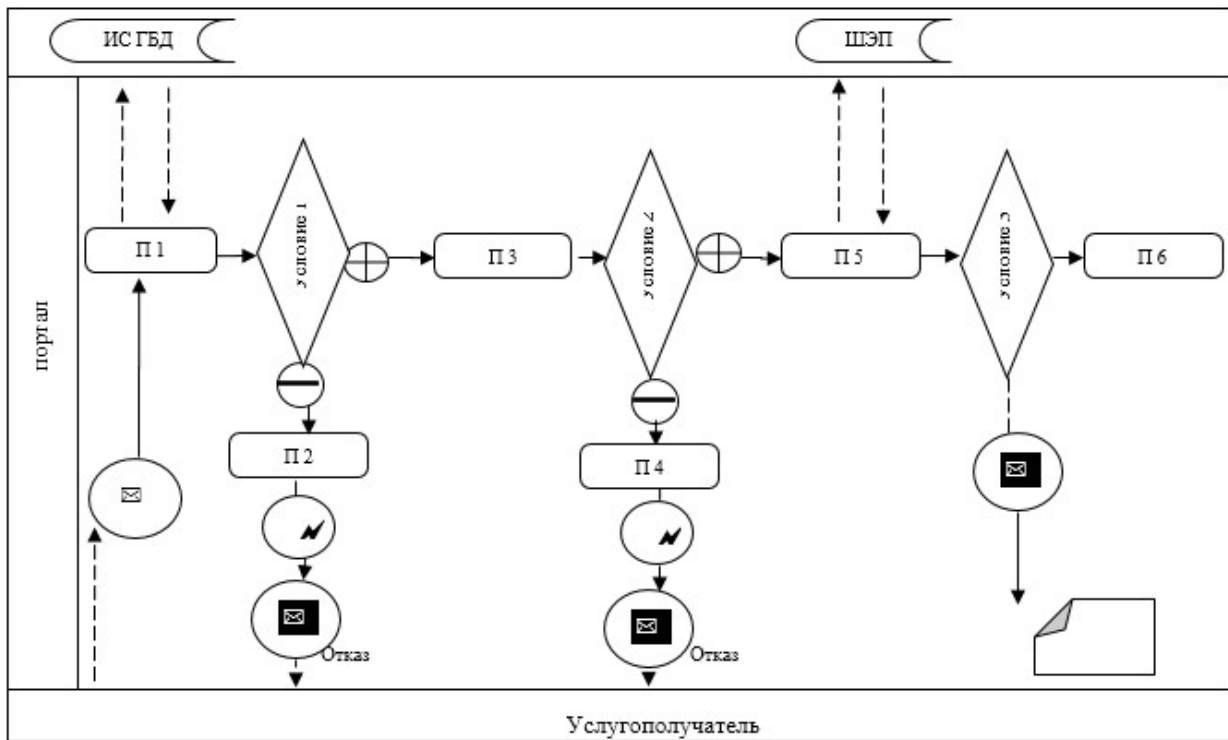 ИС ГБД
ШЭП
портал
П 1
условие 1
П 3
условие 2
П 5
условие 3
П 6
П 2
П 4
Отказ
Отказ
Услугополучатель